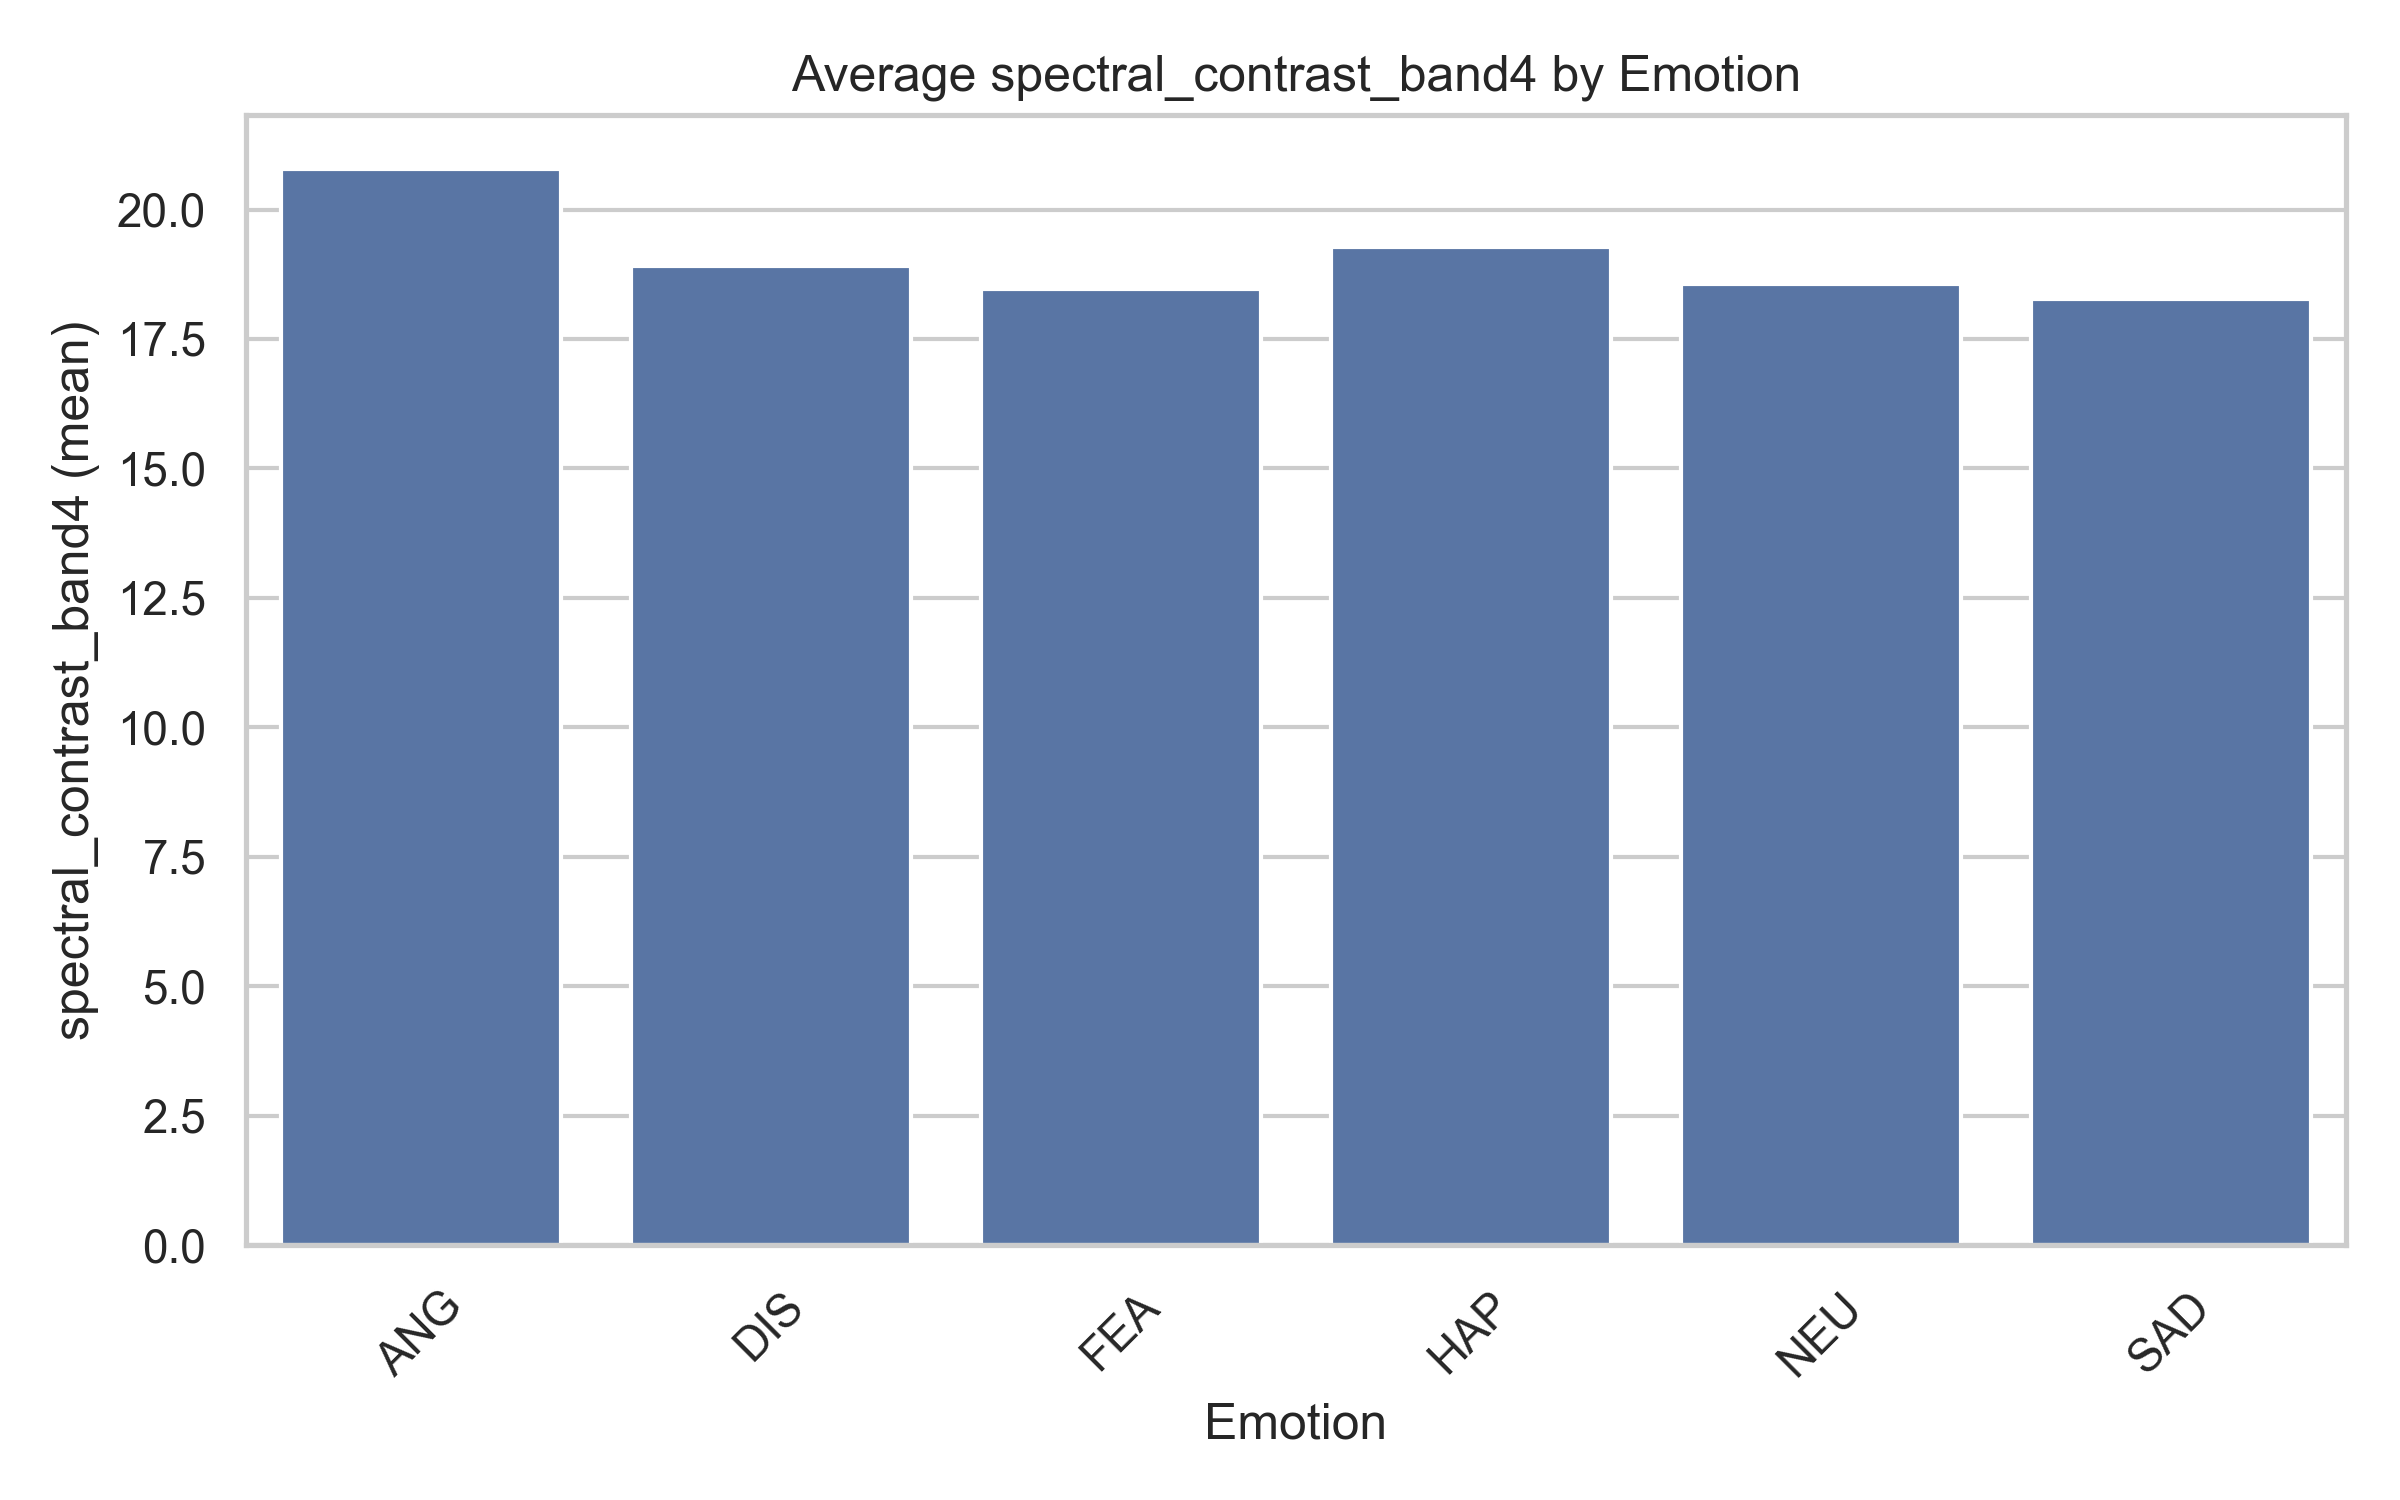 Average spectral_contrast_band4 by Emotion
spectral_contrast_band4 (mean)
20.0
17.5
15.0
12.5
10.0
7.5
5.0
2.5
0.0
ANG
DIS
FEA
HAP
NEU
SAD
Emotion